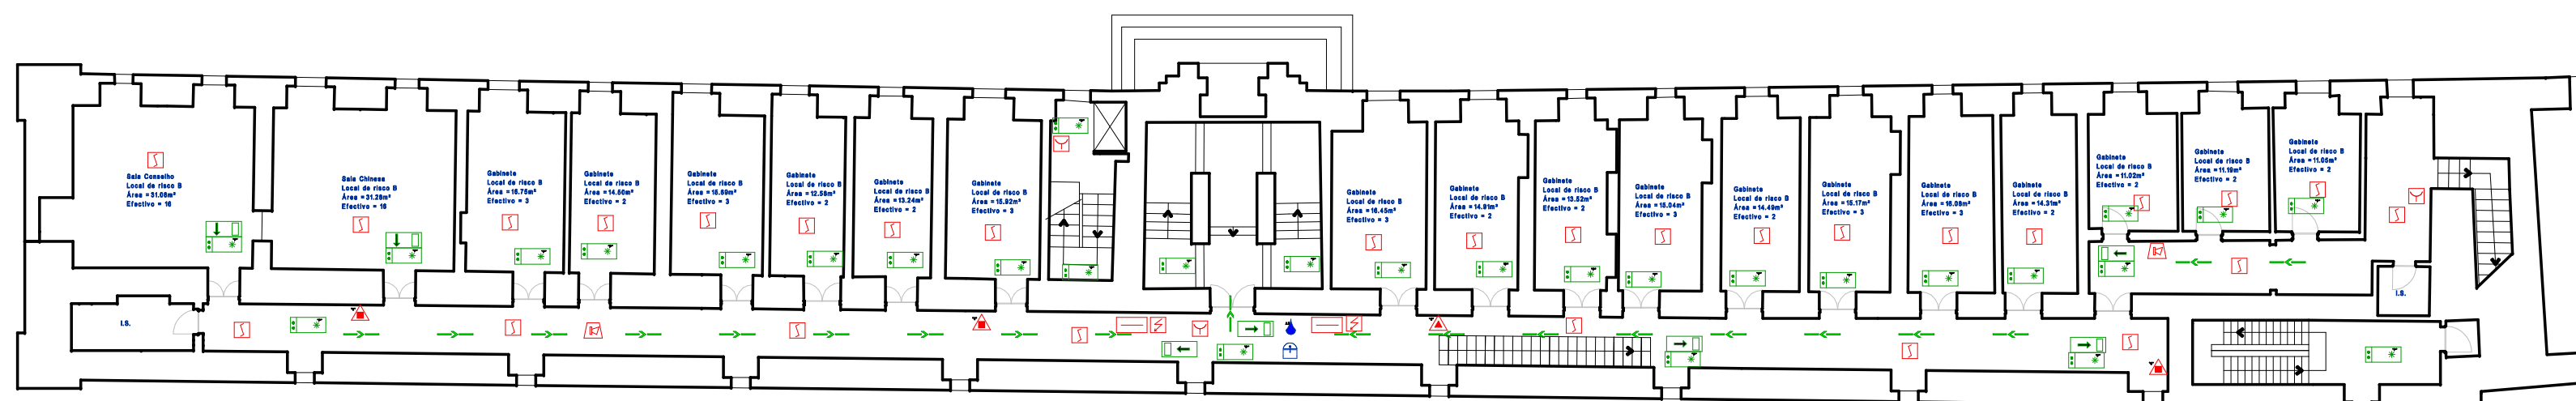 Sala Conselho
Local de risco B
Área = 51.06m²
Efectivo = 16
Sala Chinesa
Local de risco B
Área = 31.28m²
Efectivo = 16
Gabinete
Local de risco B
Área = 16.76m²
Efectivo = 3
Gabinete
Local de risco B
Área = 14.60m²
Efectivo = 2
Gabinete
Local de risco B
Área = 15.69m²
Efectivo = 3
Gabinete
Local de risco B
Área = 12.58m²
Efectivo = 2
Gabinete
Local de risco B
Área = 13.24m²
Efectivo = 2
Gabinete
Local de risco B
Área = 15.92m²
Efectivo = 3
Gabinete
Local de risco B
Área = 16.45m²
Efectivo = 3
Gabinete
Local de risco B
Área = 14.91m²
Efectivo = 2
Gabinete
Local de risco B
Área = 13.52m²
Efectivo = 2
Gabinete
Local de risco B
Área = 15.04m²
Efectivo = 3
Gabinete
Local de risco B
Área = 14.49m²
Efectivo = 2
Gabinete
Local de risco B
Área = 15.17m²
Efectivo = 3
Gabinete
Local de risco B
Área = 16.08m²
Efectivo = 3
Gabinete
Local de risco B
Área = 14.31m²
Efectivo = 2
Gabinete
Local de risco B
Área = 11.02m²
Efectivo = 2
Gabinete
Local de risco B
Área = 11.19m²
Efectivo = 2
Gabinete
Local de risco B
Área = 11.05m²
Efectivo = 2
I.S.
I.S.